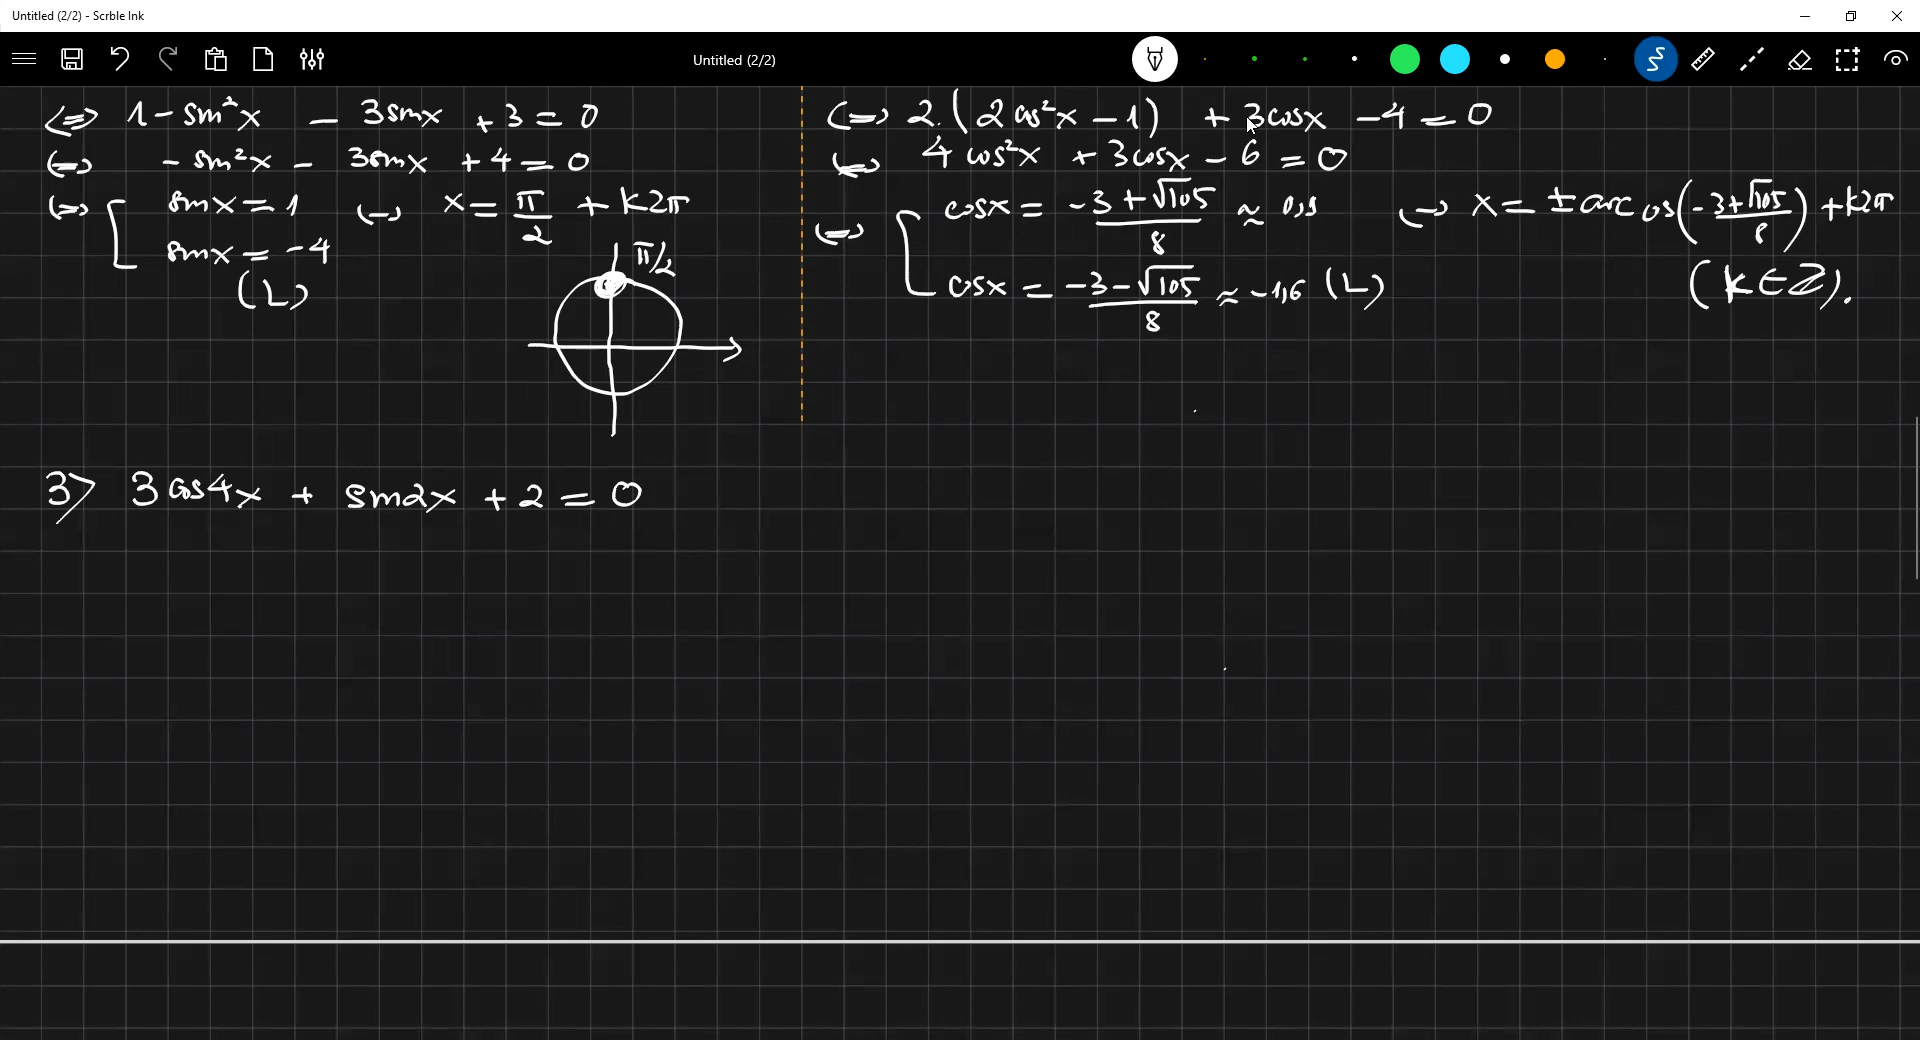 Untitled (2/2) - Scrble Ink
Untitled (2/2)
<=> 1 - sin²x - 3sinx + 3 = 0
<=> - sin²x - 3sinx + 4 = 0
<=> [ sinx = 1 <-> x = π/2 + k2π
sinx = -4
(L)
π/2
<=> 2.(2cos²x - 1) + 3cosx - 4 = 0
<=> 4cos²x + 3cosx - 6 = 0
<=> [ cosx = (-3 + √105)/8 ≈ 0,9 <-> x = ± arccos((-3 + √105)/8) + k2π
cosx = (-3 - √105)/8 ≈ -1,6 (L)
(k ∈ Z).
3> 3cos4x + sin2x + 2 = 0